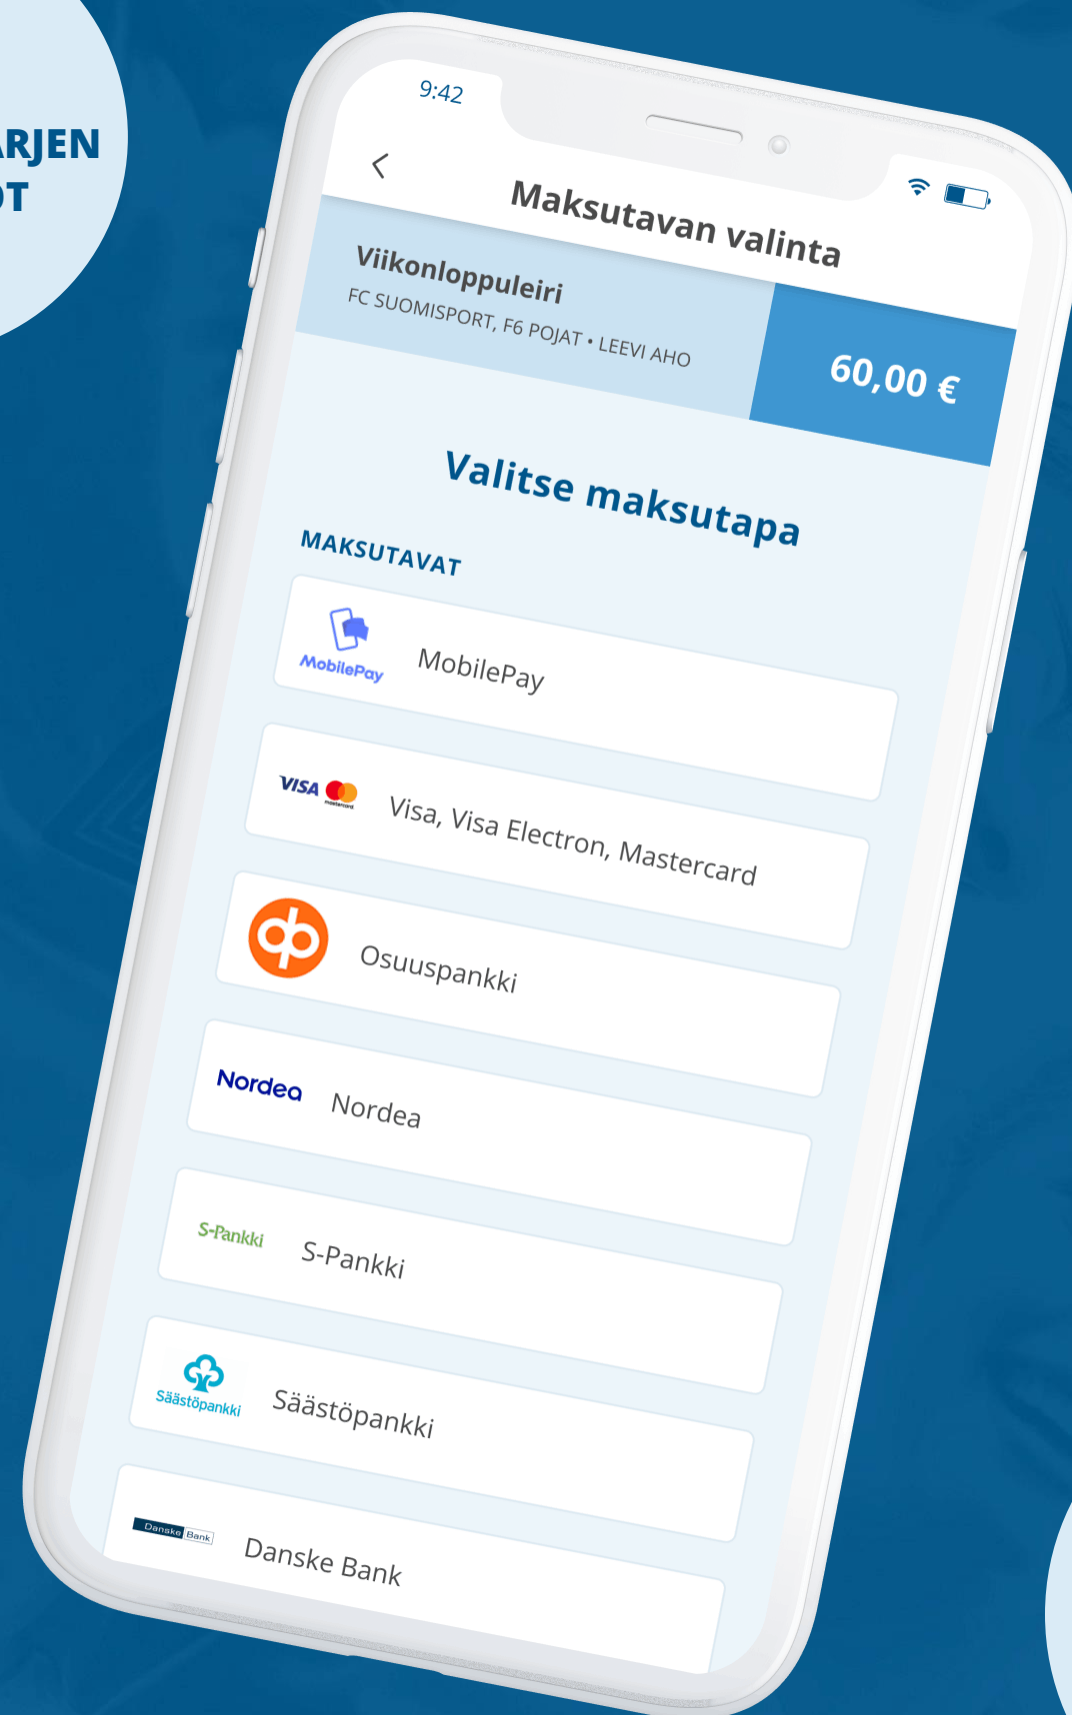 9:42
Maksutavan valinta
Viikonloppuleiri
FC SUOMISPORT, F6 POJAT • LEEVI AHO
60,00 €
Valitse maksutapa
MAKSUTAVAT
MobilePay
MobilePay
VISA
mastercard
Visa, Visa Electron, Mastercard
Osuuspankki
Nordea
Nordea
S-Pankki
S-Pankki
Säästöpankki
Säästöpankki
Danske Bank
Danske Bank